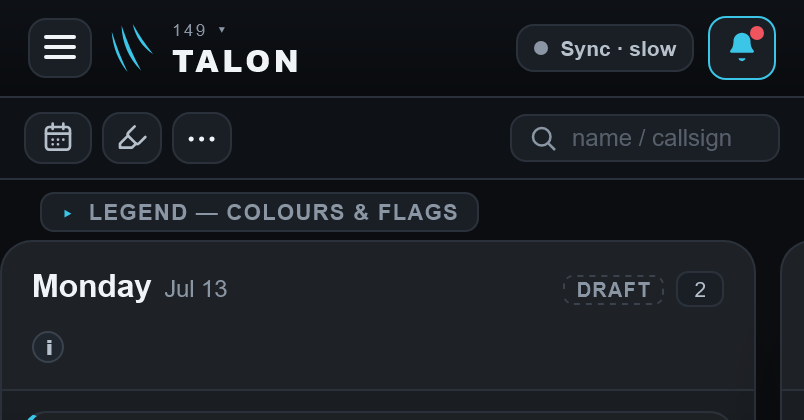 149 ▾
TALON
Sync · slow
name / callsign
▸ LEGEND — COLOURS & FLAGS
Monday Jul 13
DRAFT
2
i